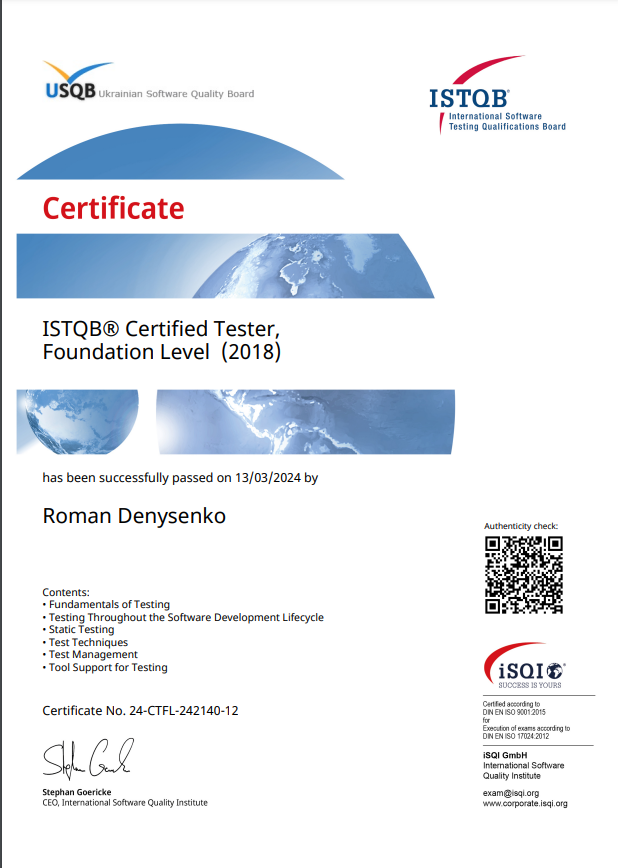 USQB Ukrainian Software Quality Board
ISTQB®
International Software
Testing Qualifications Board
Certificate
ISTQB® Certified Tester,
Foundation Level (2018)
has been successfully passed on 13/03/2024 by
Roman Denysenko
Authenticity check:
Contents:
• Fundamentals of Testing
• Testing Throughout the Software Development Lifecycle
• Static Testing
• Test Techniques
• Test Management
• Tool Support for Testing
iSQI®
SUCCESS IS YOURS
Certified according to
DIN EN ISO 9001:2015
for
Execution of exams according to
DIN EN ISO 17024:2012
Certificate No. 24-CTFL-242140-12
iSQI GmbH
International Software
Quality Institute
exam@isqi.org
www.corporate.isqi.org
Stephan Goericke
CEO, International Software Quality Institute